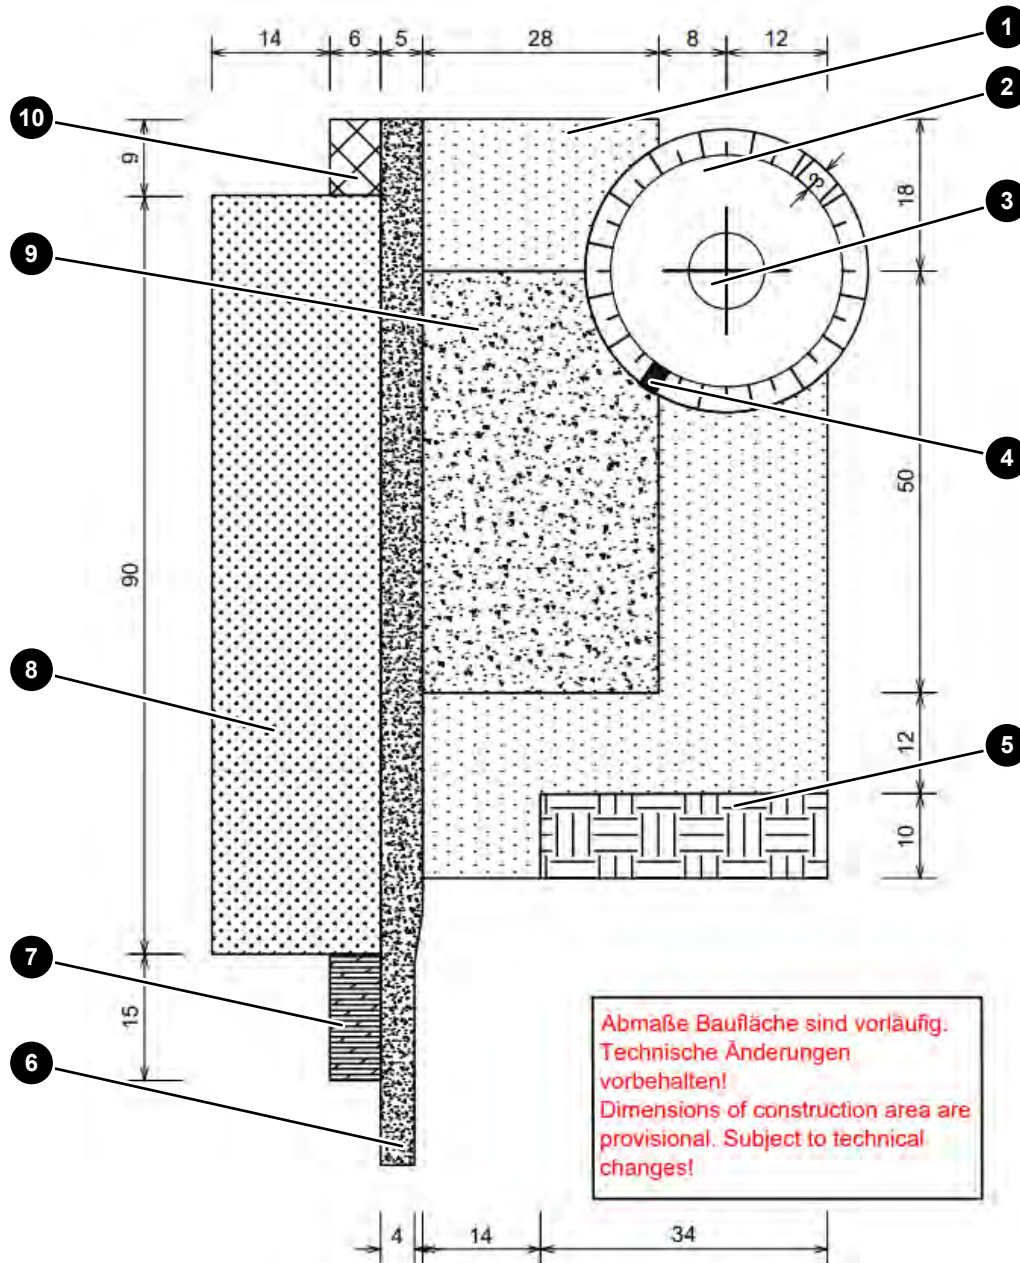 14 6 5 28 8 12
1
2
10
9
18
3
3
9
4
50
90
8
12
5
10
7
15
6
Abmaße Baufläche sind vorläufig.
Technische Änderungen
vorbehalten!
Dimensions of construction area are
provisional. Subject to technical
changes!
4 14 34